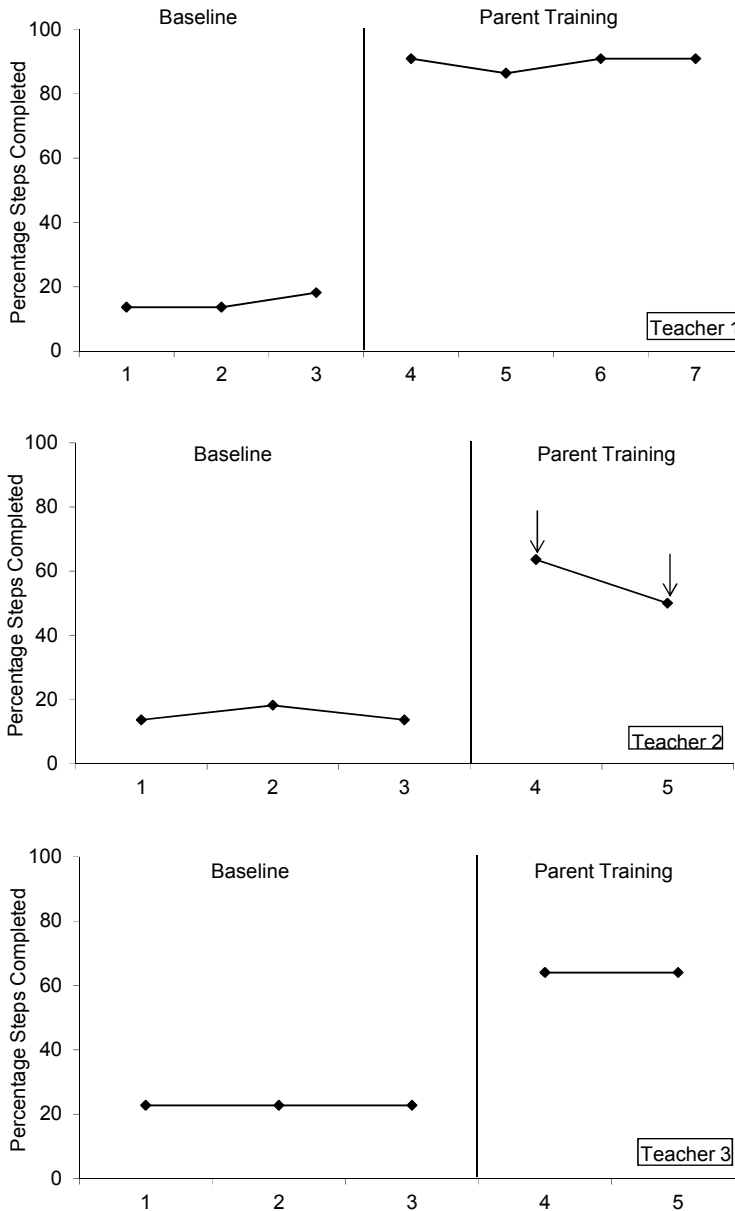 Baseline Parent Training
100
80
60
40
20
0
Percentage Steps Completed
Teacher 1
1 2 3 4 5 6 7
100
80
60
40
20
0
Percentage Steps Completed
Baseline Parent Training
Teacher 2
1 2 3 4 5
100
80
60
40
20
0
Percentage Steps Completed
Baseline Parent Training
Teacher 3
1 2 3 4 5